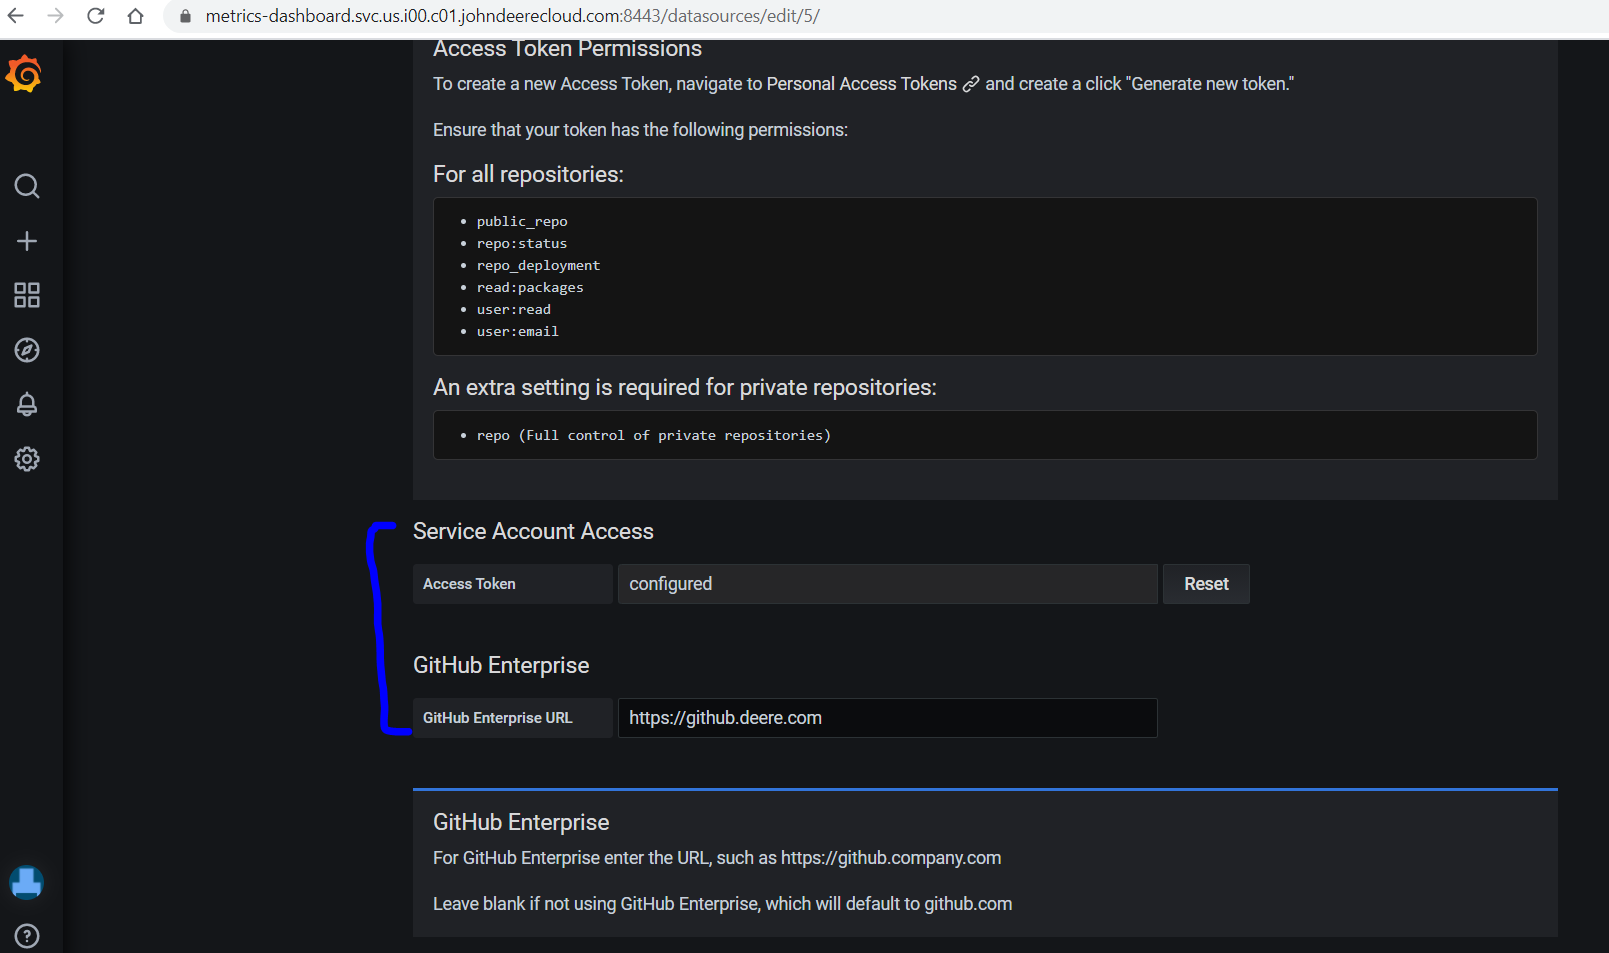 metrics-dashboard.svc.us.i00.c01.johndeerecloud.com:8443/datasources/edit/5/
Access Token Permissions
To create a new Access Token, navigate to Personal Access Tokens and create a click "Generate new token."
Ensure that your token has the following permissions:
For all repositories:
• public_repo
• repo:status
• repo_deployment
• read:packages
• user:read
• user:email
An extra setting is required for private repositories:
• repo (Full control of private repositories)
Service Account Access
Access Token configured Reset
GitHub Enterprise
GitHub Enterprise URL https://github.deere.com
GitHub Enterprise
For GitHub Enterprise enter the URL, such as https://github.company.com
Leave blank if not using GitHub Enterprise, which will default to github.com